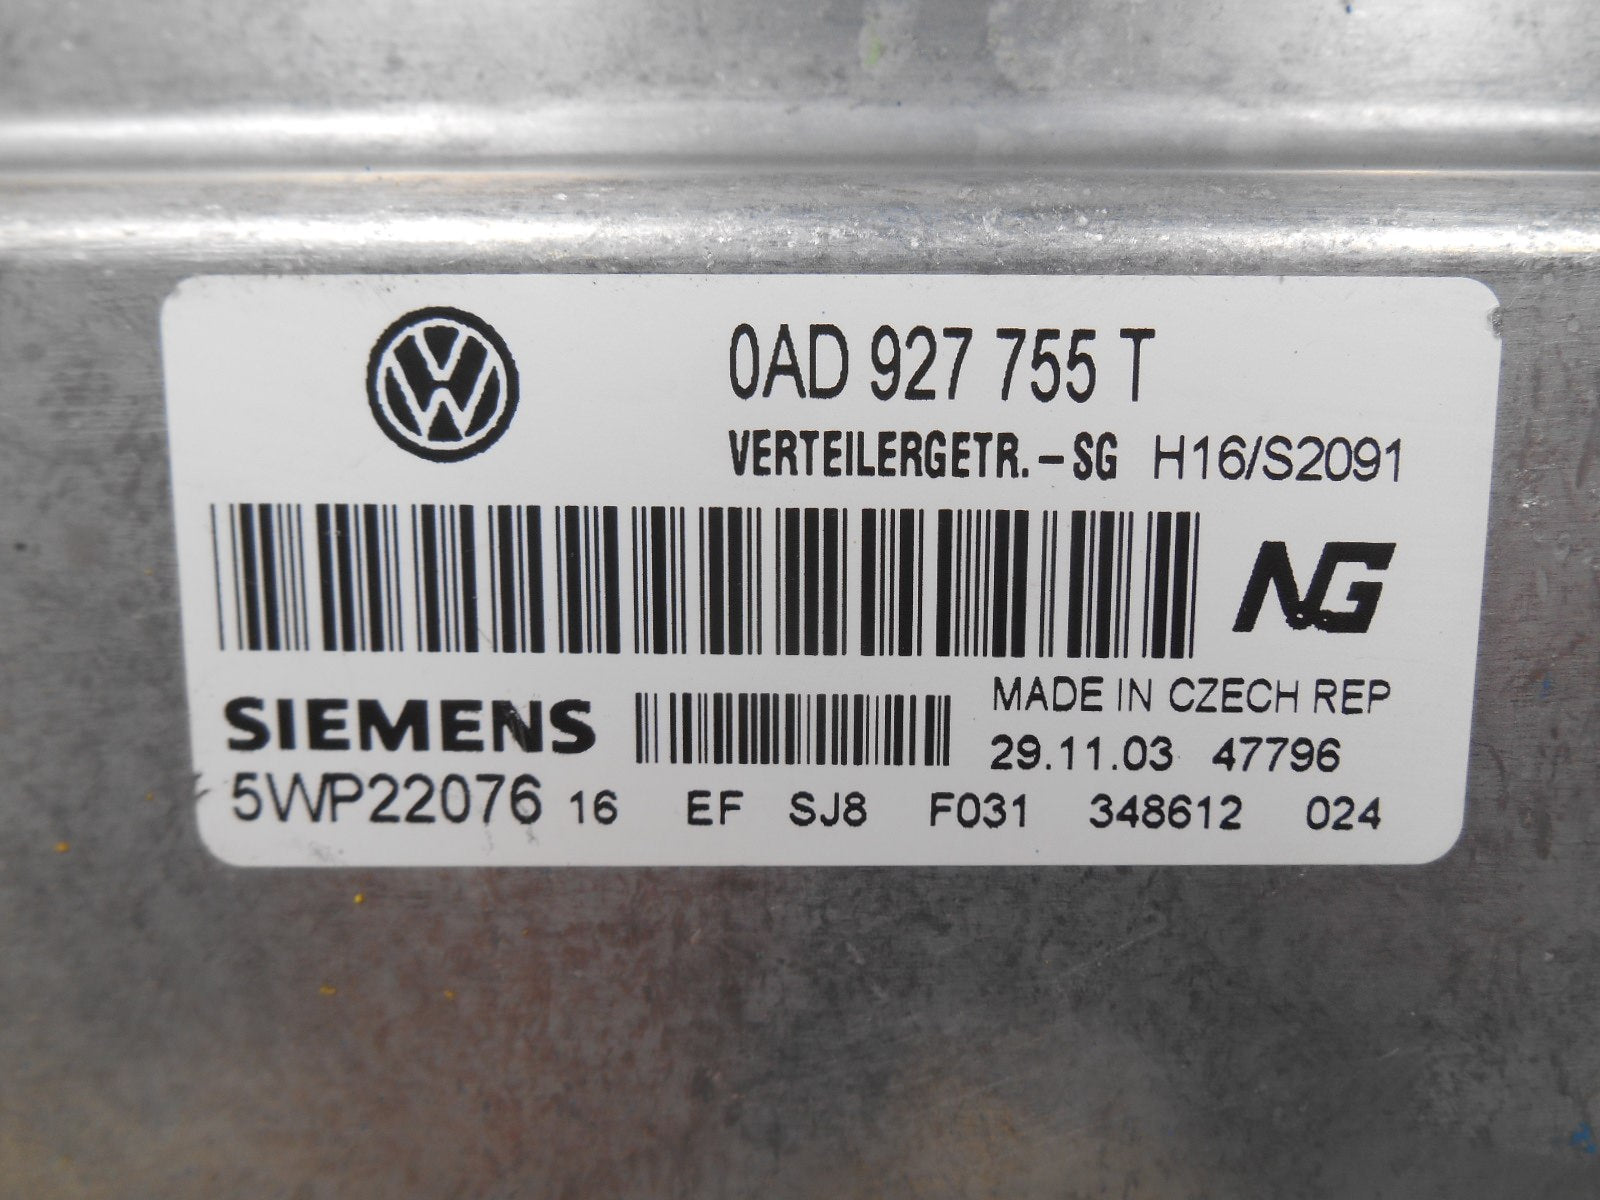 0AD 927 755 T
VERTEILERGETR.-SG H16/S2091
NG
SIEMENS
MADE IN CZECH REP
29.11.03 47796
5WP22076 16 EF SJ8 F031 348612 024